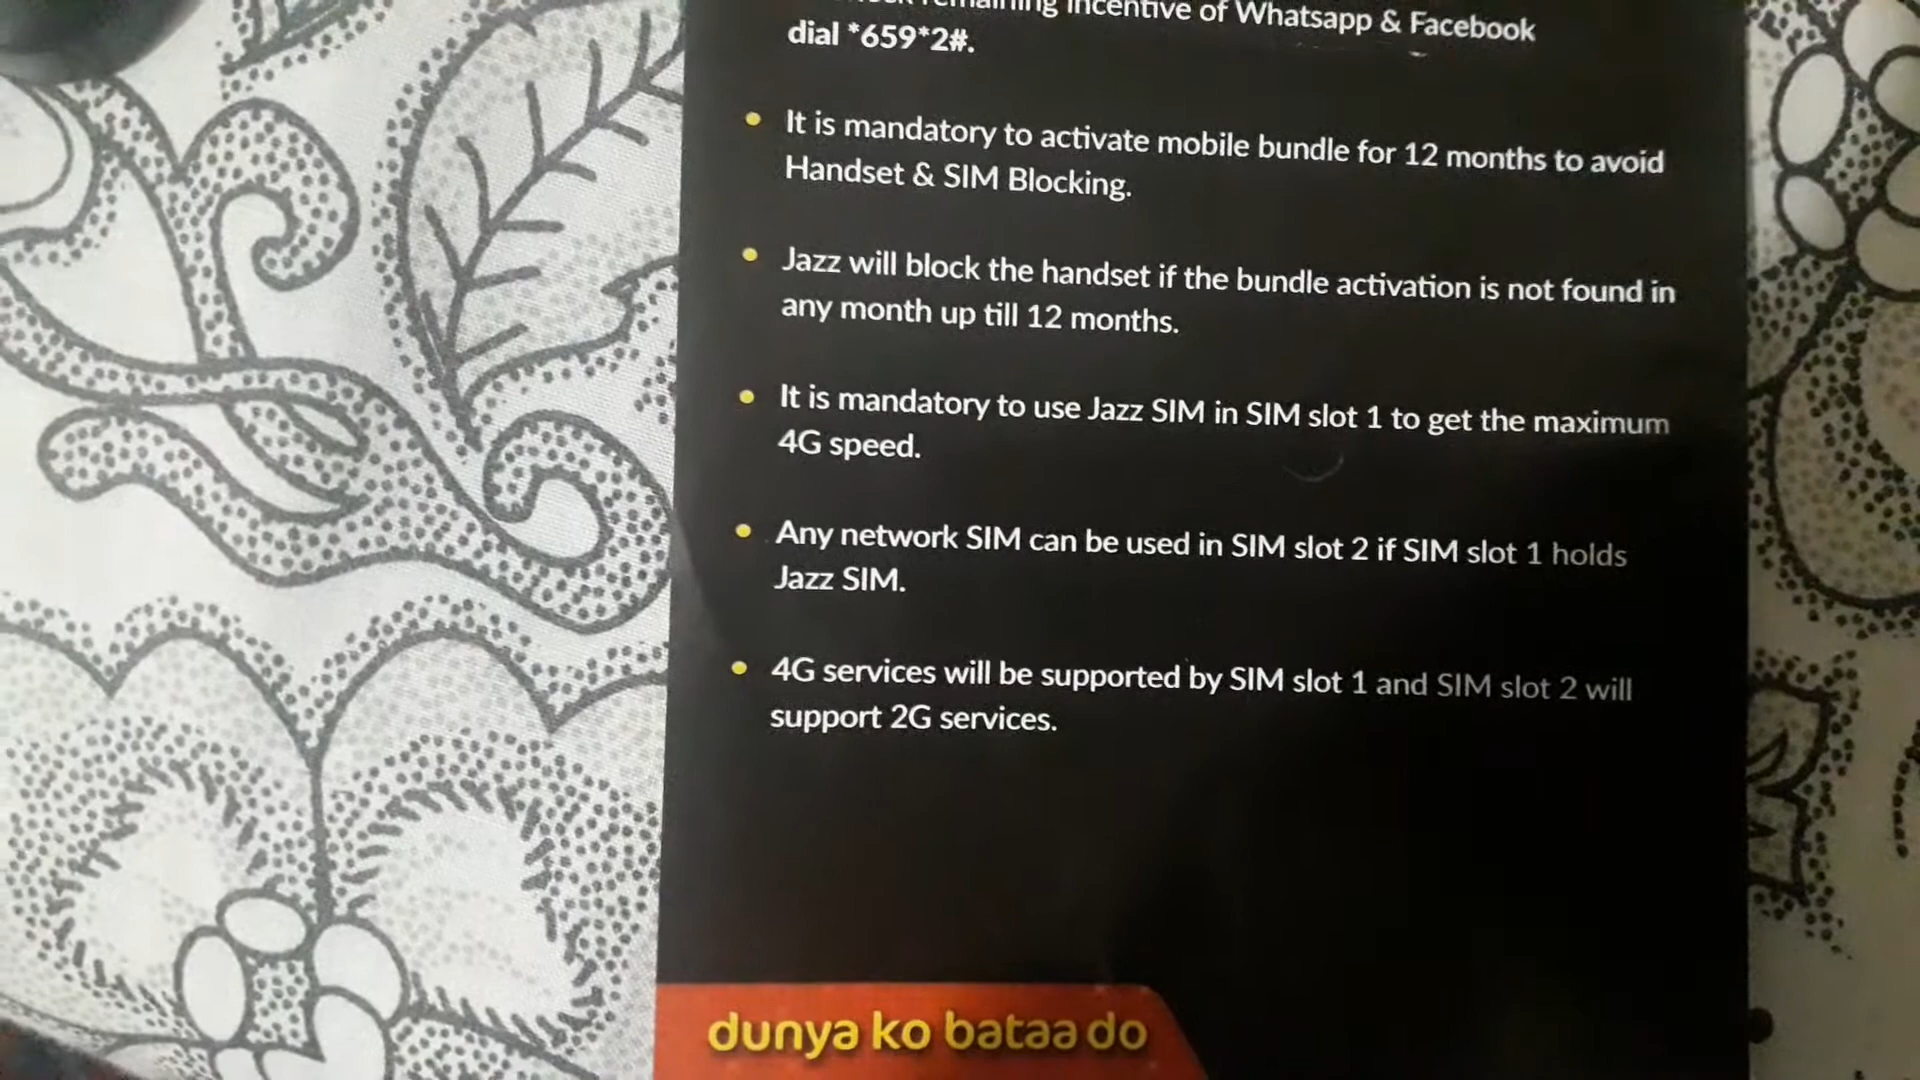 remaining incentive of Whatsapp & Facebook
dial *659*2#.
• It is mandatory to activate mobile bundle for 12 months to avoid
Handset & SIM Blocking.
• Jazz will block the handset if the bundle activation is not found in
any month up till 12 months.
• It is mandatory to use Jazz SIM in SIM slot 1 to get the maximum
4G speed.
• Any network SIM can be used in SIM slot 2 if SIM slot 1 holds
Jazz SIM.
• 4G services will be supported by SIM slot 1 and SIM slot 2 will
support 2G services.
dunya ko bataa do